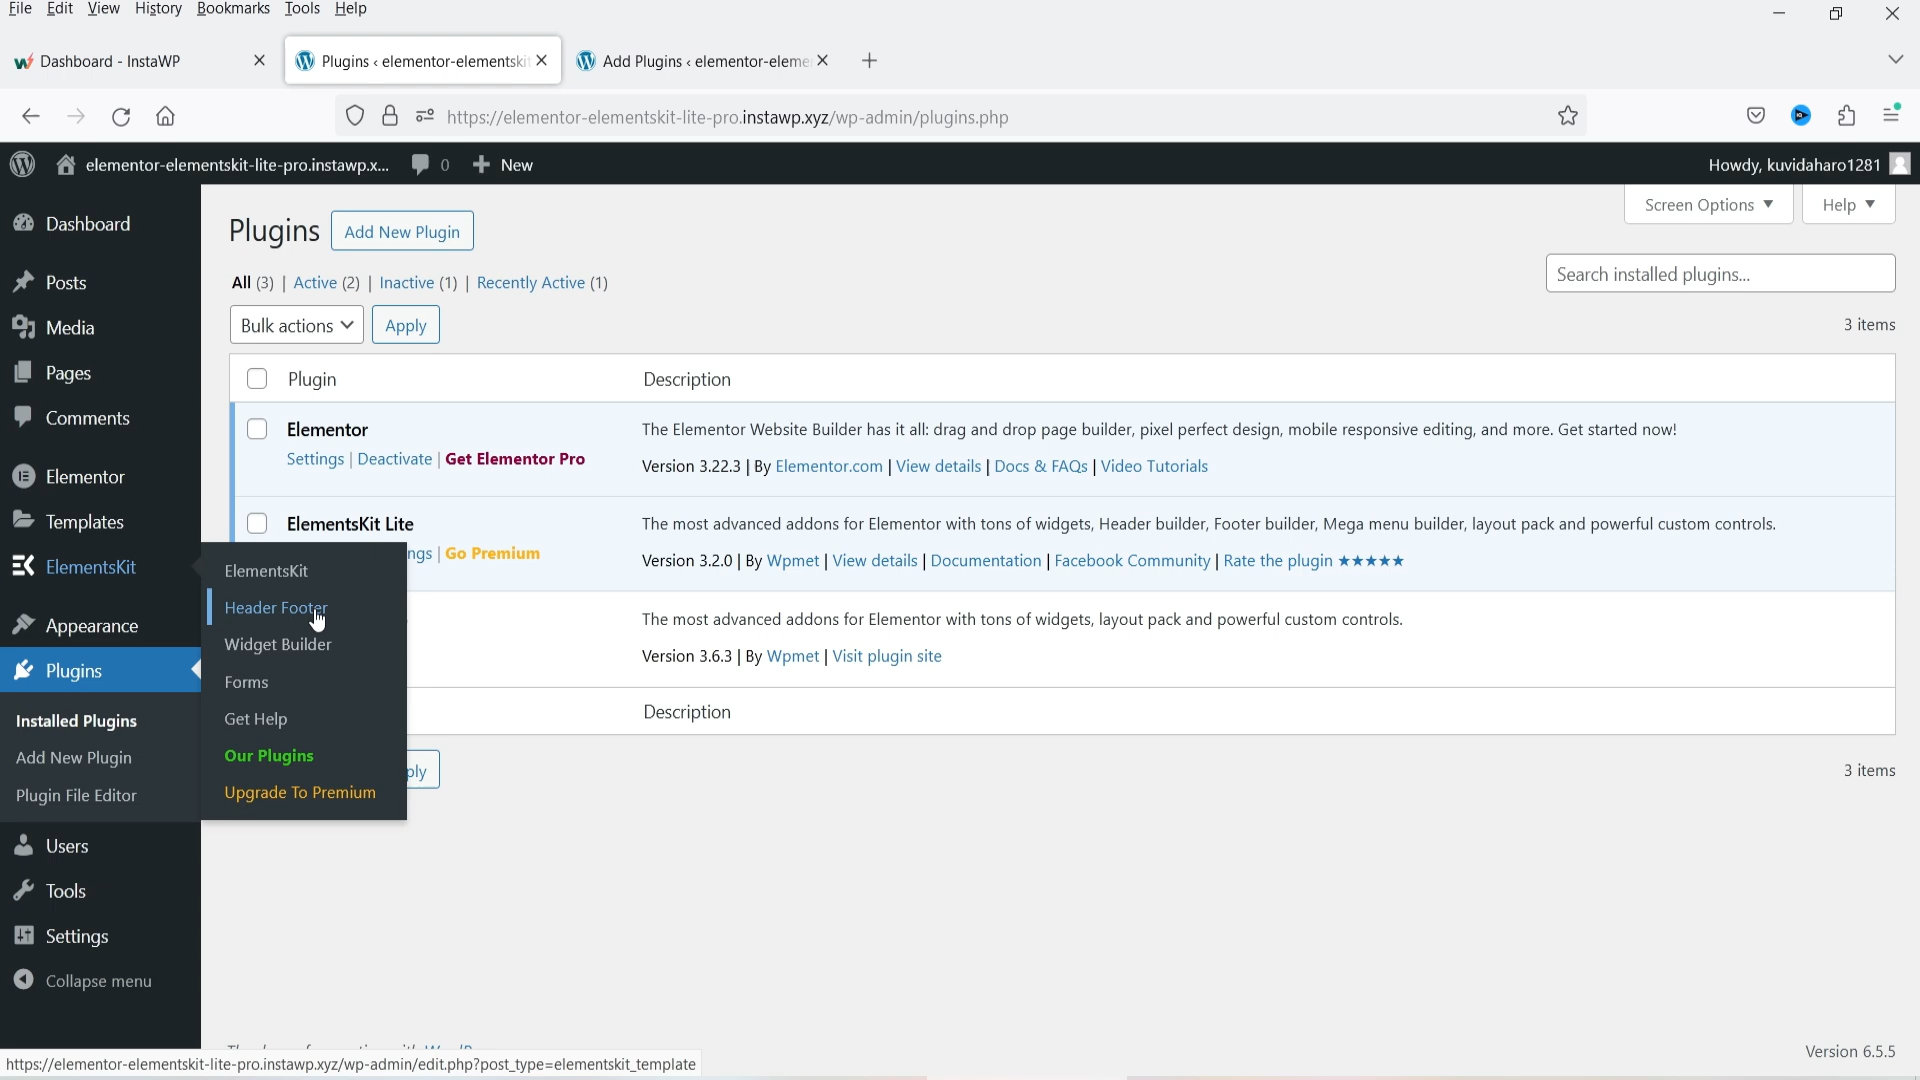 File Edit View History Bookmarks Tools Help
Dashboard - InstaWP
Plugins ‹ elementor-elementskit
Add Plugins ‹ elementor-eleme
https://elementor-elementskit-lite-pro.instawp.xyz/wp-admin/plugins.php
elementor-elementskit-lite-pro.instawp.x... 0 New
Howdy, kuvidaharo1281
Dashboard
Posts
Media
Pages
Comments
Elementor
Templates
ElementsKit
Appearance
Plugins
Installed Plugins
Add New Plugin
Plugin File Editor
Users
Tools
Settings
Collapse menu
ElementsKit
Header Footer
Widget Builder
Forms
Get Help
Our Plugins
Upgrade To Premium
Screen Options
Help
Plugins Add New Plugin
All (3) | Active (2) | Inactive (1) | Recently Active (1)
Search installed plugins...
Bulk actions Apply
3 items
Plugin Description
Elementor
Settings | Deactivate | Get Elementor Pro
The Elementor Website Builder has it all: drag and drop page builder, pixel perfect design, mobile responsive editing, and more. Get started now!
Version 3.22.3 | By Elementor.com | View details | Docs & FAQs | Video Tutorials
ElementsKit Lite
ngs | Go Premium
The most advanced addons for Elementor with tons of widgets, Header builder, Footer builder, Mega menu builder, layout pack and powerful custom controls.
Version 3.2.0 | By Wpmet | View details | Documentation | Facebook Community | Rate the plugin ★★★★★
The most advanced addons for Elementor with tons of widgets, layout pack and powerful custom controls.
Version 3.6.3 | By Wpmet | Visit plugin site
Description
ply
3 items
Version 6.5.5
https://elementor-elementskit-lite-pro.instawp.xyz/wp-admin/edit.php?post_type=elementskit_template